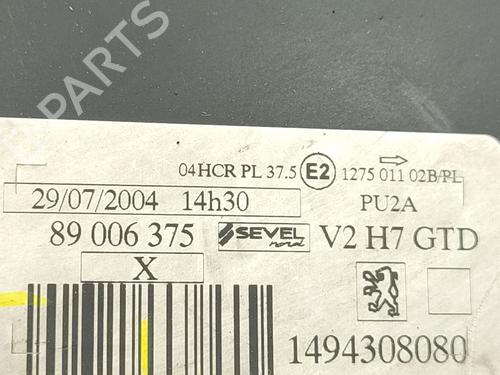 PARTS
04HCR PL 37.5 E2 1275 011 02B/PL
29/07/2004 14h30 PU2A
89 006 375 SEVEL nord V2 H7 GTD
X
1494308080